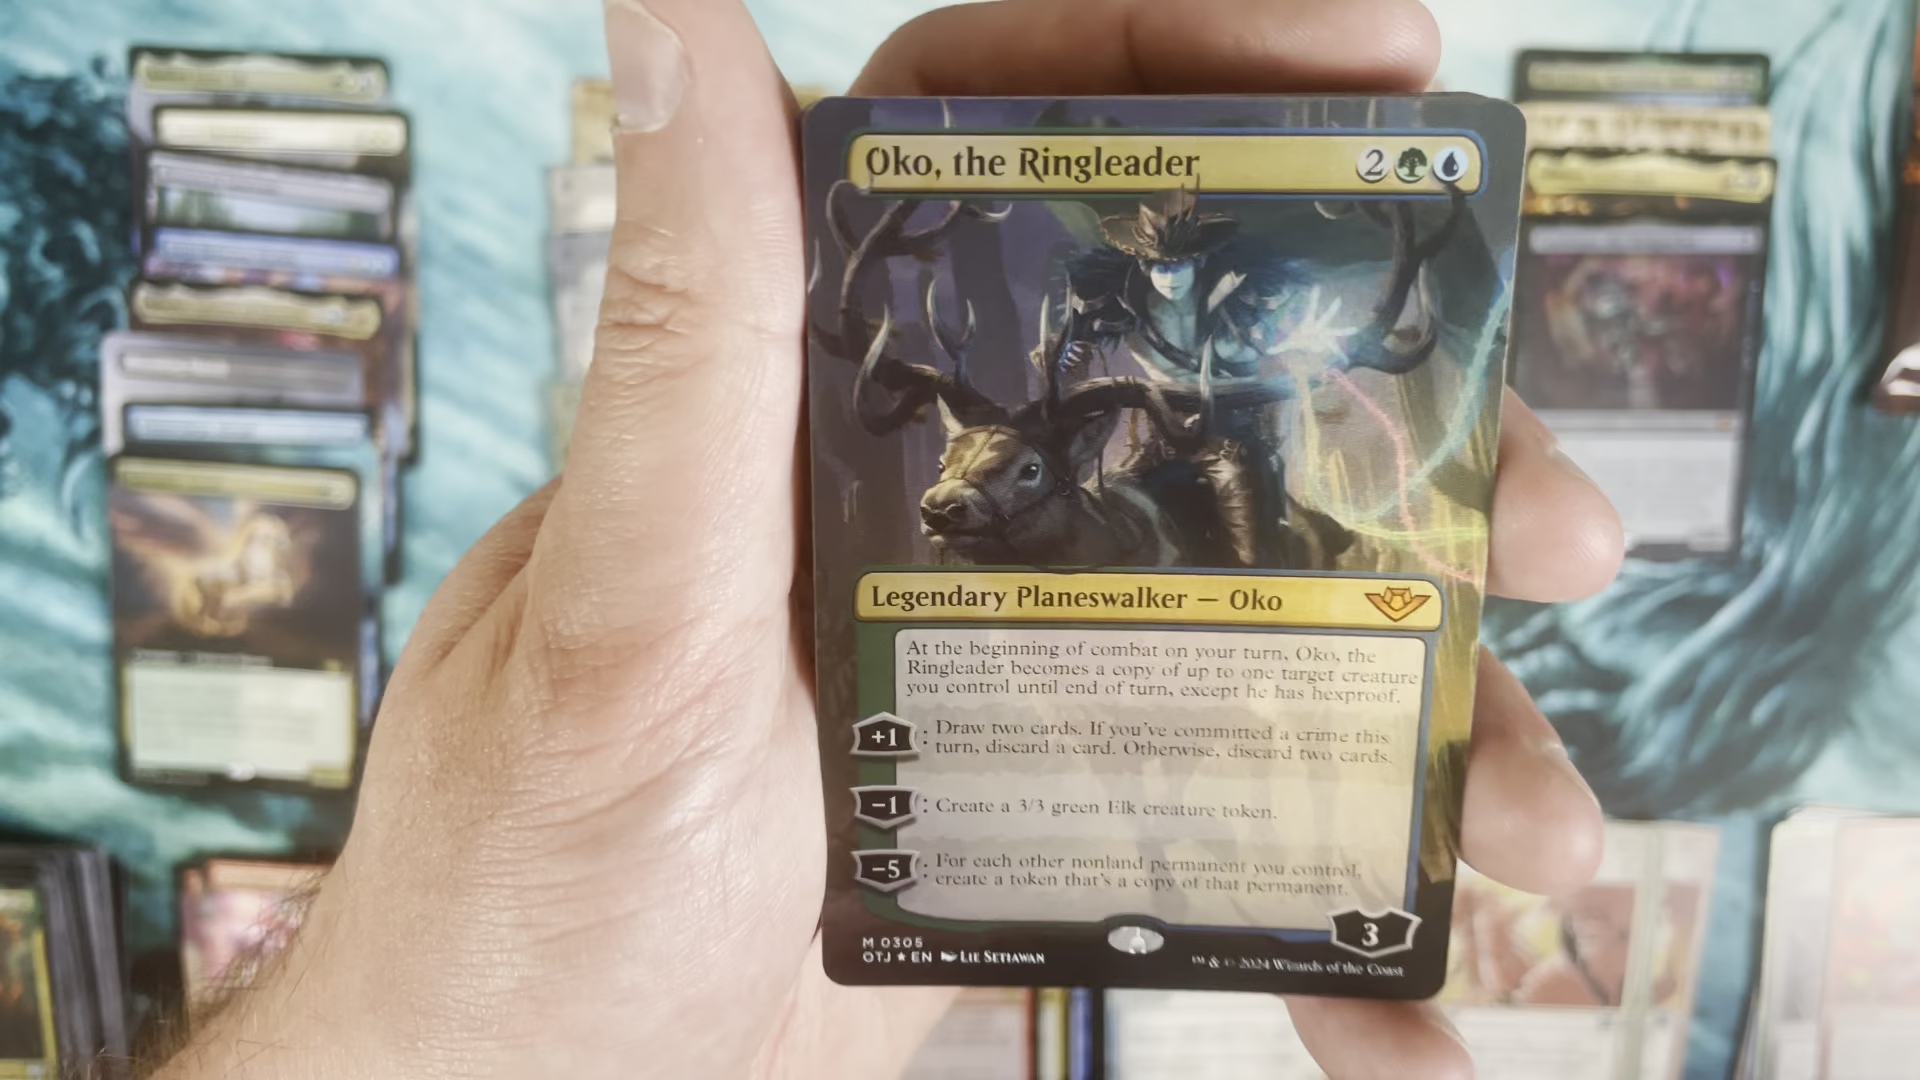 Oko, the Ringleader 2
Legendary Planeswalker — Oko
At the beginning of combat on your turn, Oko, the
Ringleader becomes a copy of up to one target creature
you control until end of turn, except he has hexproof.
+1 : Draw two cards. If you've committed a crime this
turn, discard a card. Otherwise, discard two cards.
−1 : Create a 3/3 green Elk creature token.
−5 : For each other nonland permanent you control,
create a token that's a copy of that permanent.
3
M 0305
OTJ ★ EN LIE SETIAWAN
™ & © 2024 Wizards of the Coast